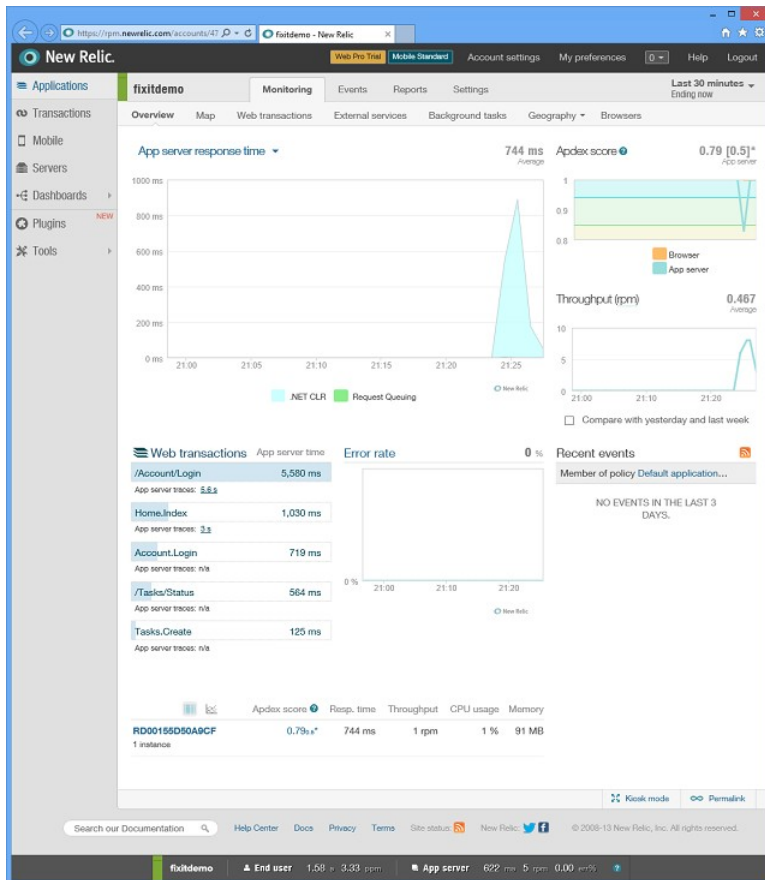 https://rpm.newrelic.com/accounts/47
fixitdemo - New Relic
New Relic.
Web Pro Trial Mobile Standard Account settings My preferences 0 Help Logout
Applications
Transactions
Mobile
Servers
Dashboards
Plugins NEW
Tools
fixitdemo Monitoring Events Reports Settings Last 30 minutes
Ending now
Overview Map Web transactions External services Background tasks Geography Browsers
App server response time 744 ms
Average
1000 ms
800 ms
600 ms
400 ms
200 ms
0 ms
21:00 21:05 21:10 21:15 21:20 21:25
.NET CLR Request Queuing
New Relic
Apdex score ? 0.79 [0.5]*
App server
1
0.9
0.8
Browser
App server
Throughput (rpm) 0.467
Average
10
5
0
21:00 21:10 21:20
Compare with yesterday and last week
Web transactions App server time
/Account/Login 5,580 ms
App server traces: 5.6 s
Home.Index 1,030 ms
App server traces: 3 s
Account.Login 719 ms
App server traces: n/a
/Tasks/Status 564 ms
App server traces: n/a
Tasks.Create 125 ms
App server traces: n/a
Error rate 0 %
0 %
21:00 21:10 21:20
New Relic
Recent events
Member of policy Default application...
NO EVENTS IN THE LAST 3
DAYS.
Apdex score ? Resp. time Throughput CPU usage Memory
RD00155D50A9CF 0.79 * 744 ms 1 rpm 1 % 91 MB
1 instance
Kiosk mode Permalink
Search our Documentation Help Center Docs Privacy Terms Site status: New Relic: © 2008-13 New Relic, Inc. All rights reserved.
fixitdemo End user 1.58 s 3.33 ppm App server 622 ms 5 rpm 0.00 err% ?